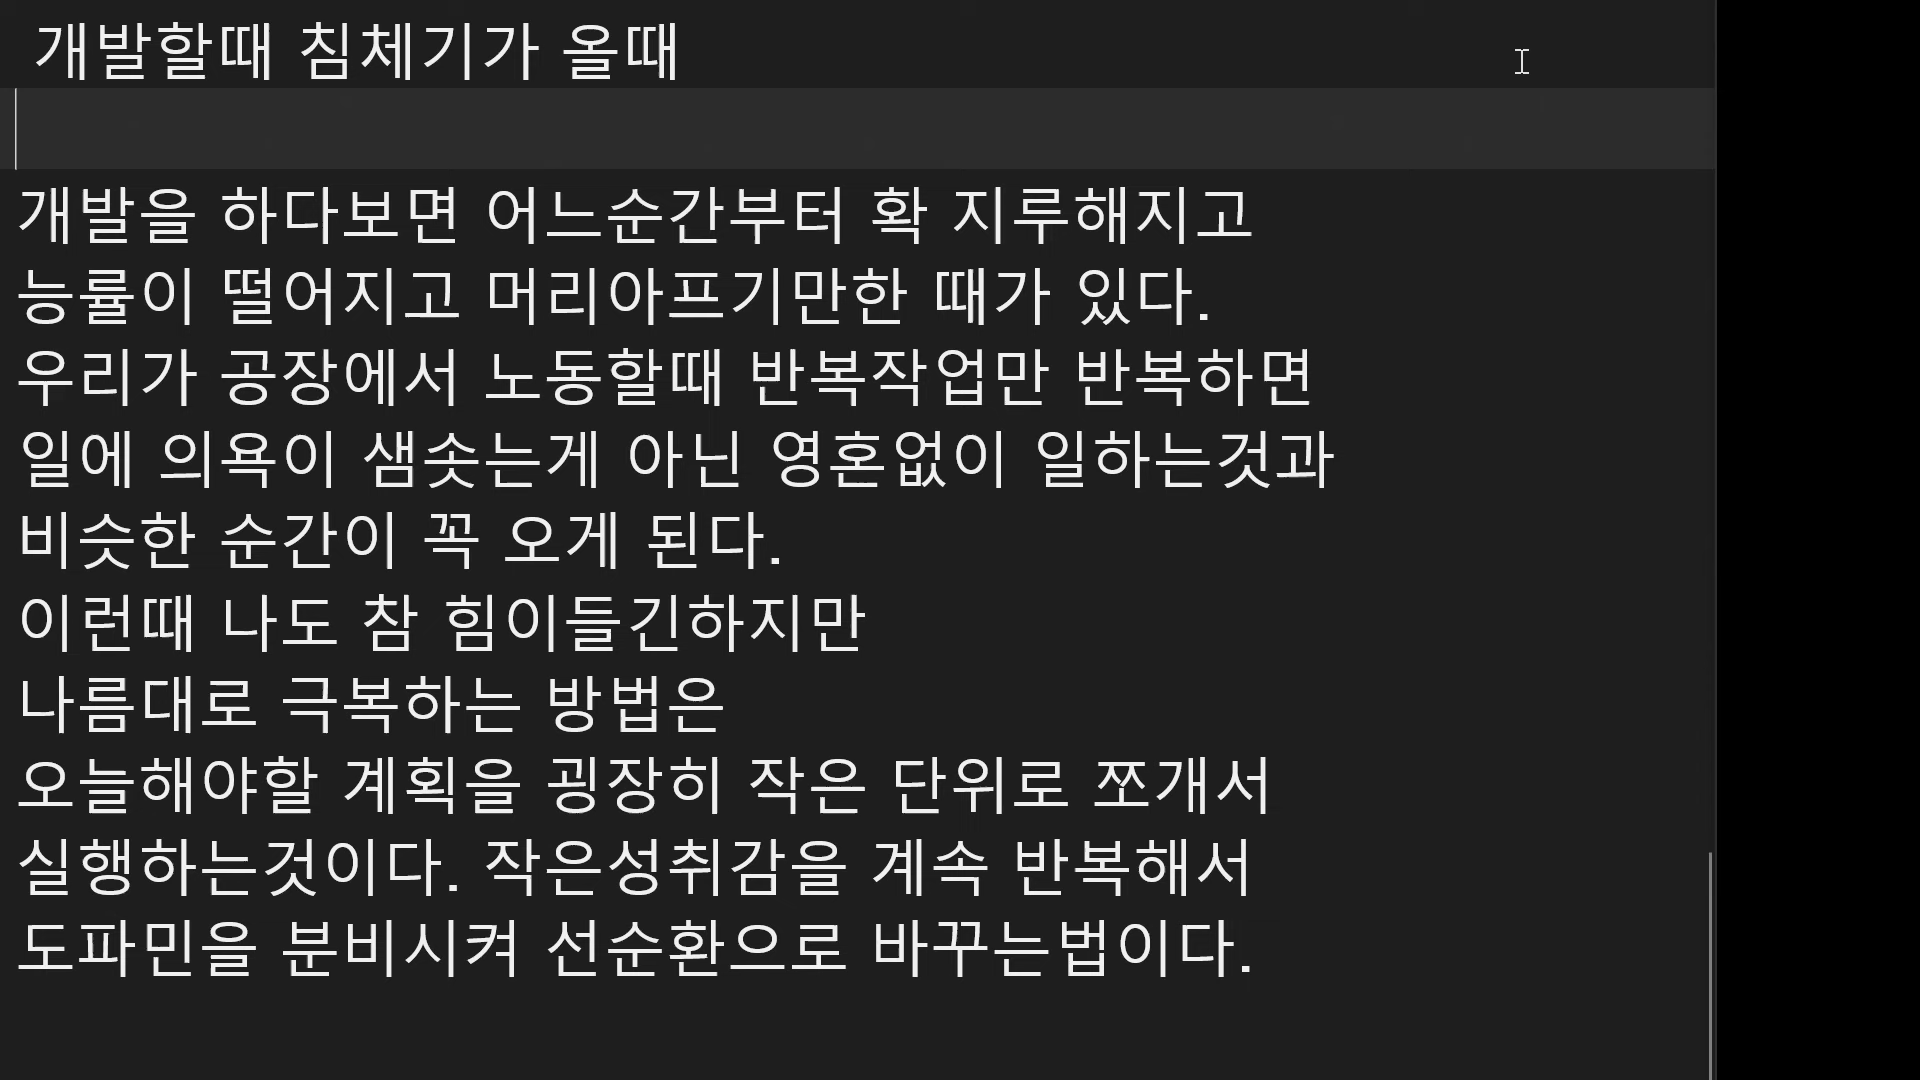 개발할때 침체기가 올때
개발을 하다보면 어느순간부터 확 지루해지고
능률이 떨어지고 머리아프기만한 때가 있다.
우리가 공장에서 노동할때 반복작업만 반복하면
일에 의욕이 샘솟는게 아닌 영혼없이 일하는것과
비슷한 순간이 꼭 오게 된다.
이런때 나도 참 힘이들긴하지만
나름대로 극복하는 방법은
오늘해야할 계획을 굉장히 작은 단위로 쪼개서
실행하는것이다. 작은성취감을 계속 반복해서
도파민을 분비시켜 선순환으로 바꾸는법이다.